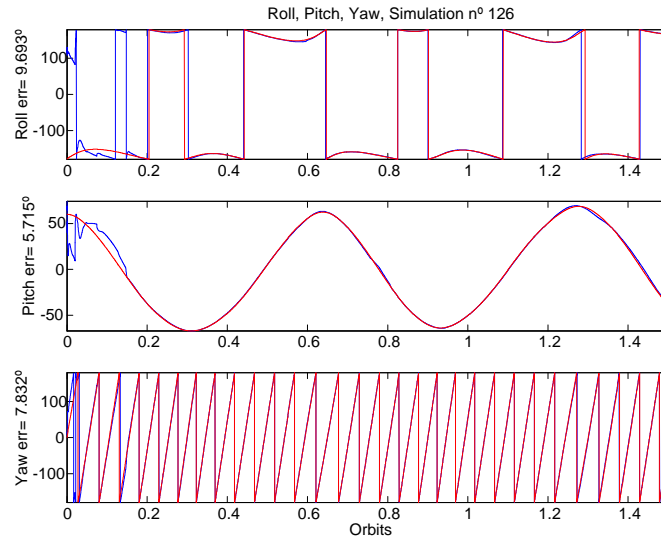 Roll, Pitch, Yaw, Simulation nº 126
Roll err= 9.693º
100
0
-100
0 0.2 0.4 0.6 0.8 1 1.2 1.4
Pitch err= 5.715º
50
0
-50
0 0.2 0.4 0.6 0.8 1 1.2 1.4
Yaw err= 7.832º
100
0
-100
0 0.2 0.4 0.6 0.8 1 1.2 1.4
Orbits